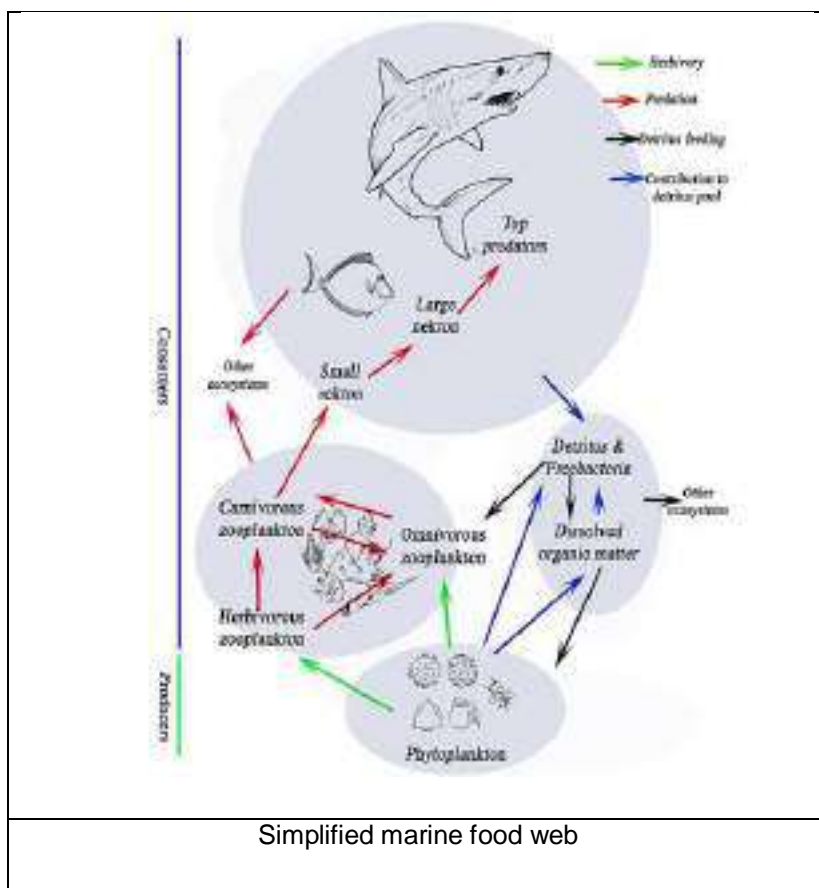 Herbivory
Predation
Detritus feeding
Contribution to
detritus pool
Top
predators
Large
nekton
Small
nekton
Other
ecosystems
Consumers
Detritus &
Dissolved
organic matter
Other
ecosystems
Carnivorous
zooplankton
Omnivorous
zooplankton
Herbivorous
zooplankton
Producers
Phytoplankton
Simplified marine food web